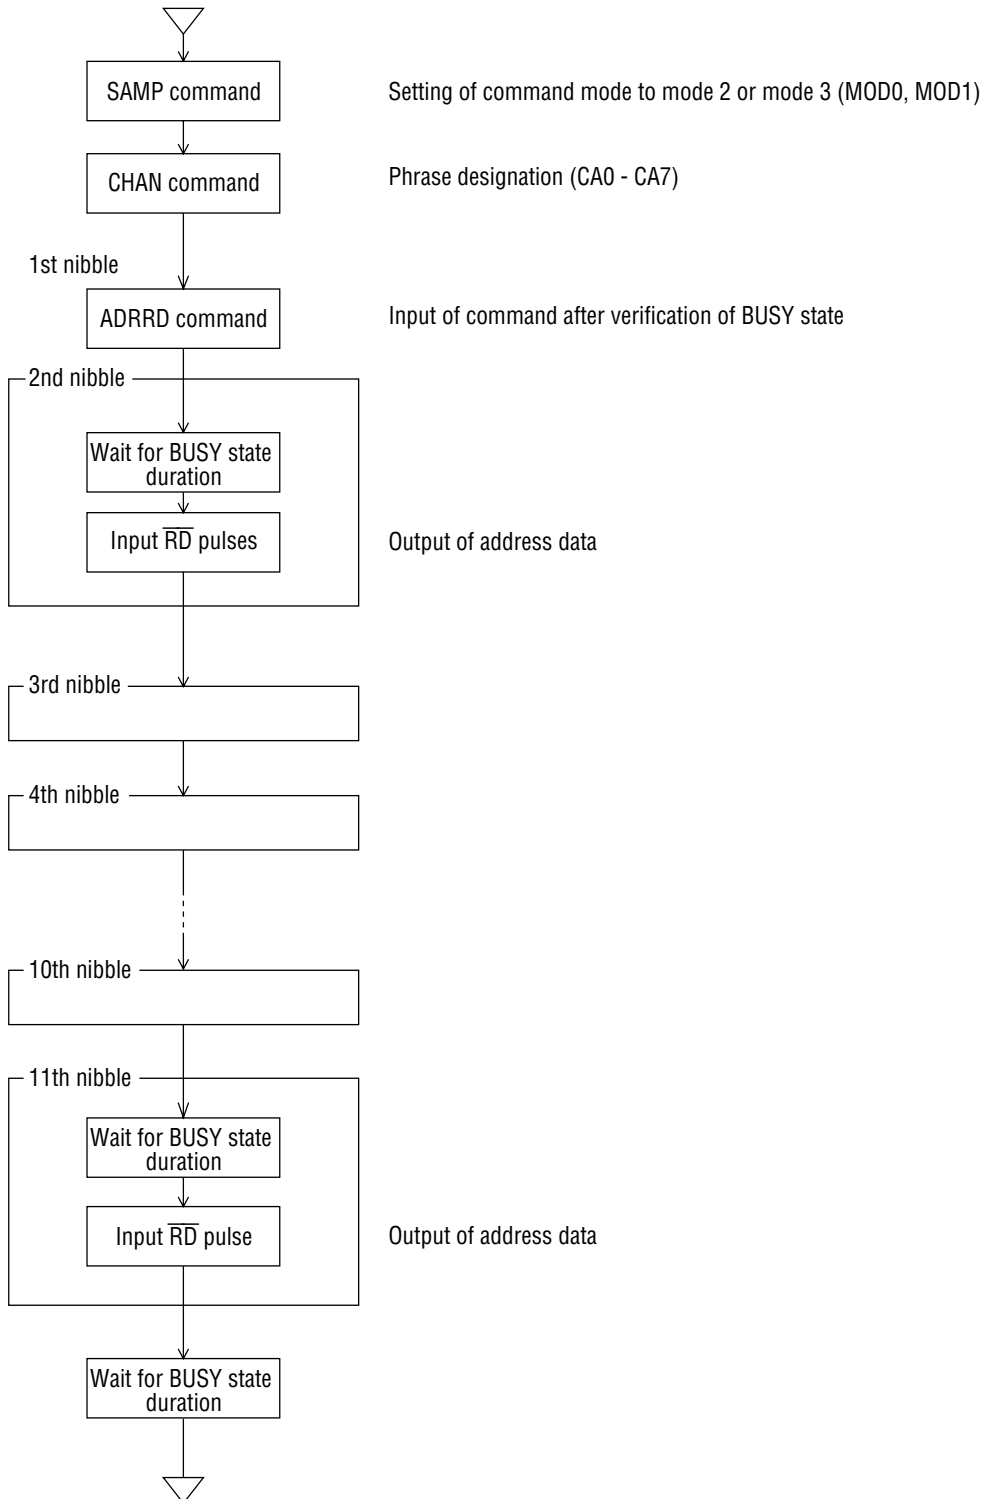 SAMP command
Setting of command mode to mode 2 or mode 3 (MOD0, MOD1)
CHAN command
Phrase designation (CA0 - CA7)
1st nibble
ADRRD command
Input of command after verification of BUSY state
2nd nibble
Wait for BUSY state
duration
Input R̅D̅ pulses
Output of address data
3rd nibble
4th nibble
10th nibble
11th nibble
Wait for BUSY state
duration
Input R̅D̅ pulse
Output of address data
Wait for BUSY state
duration